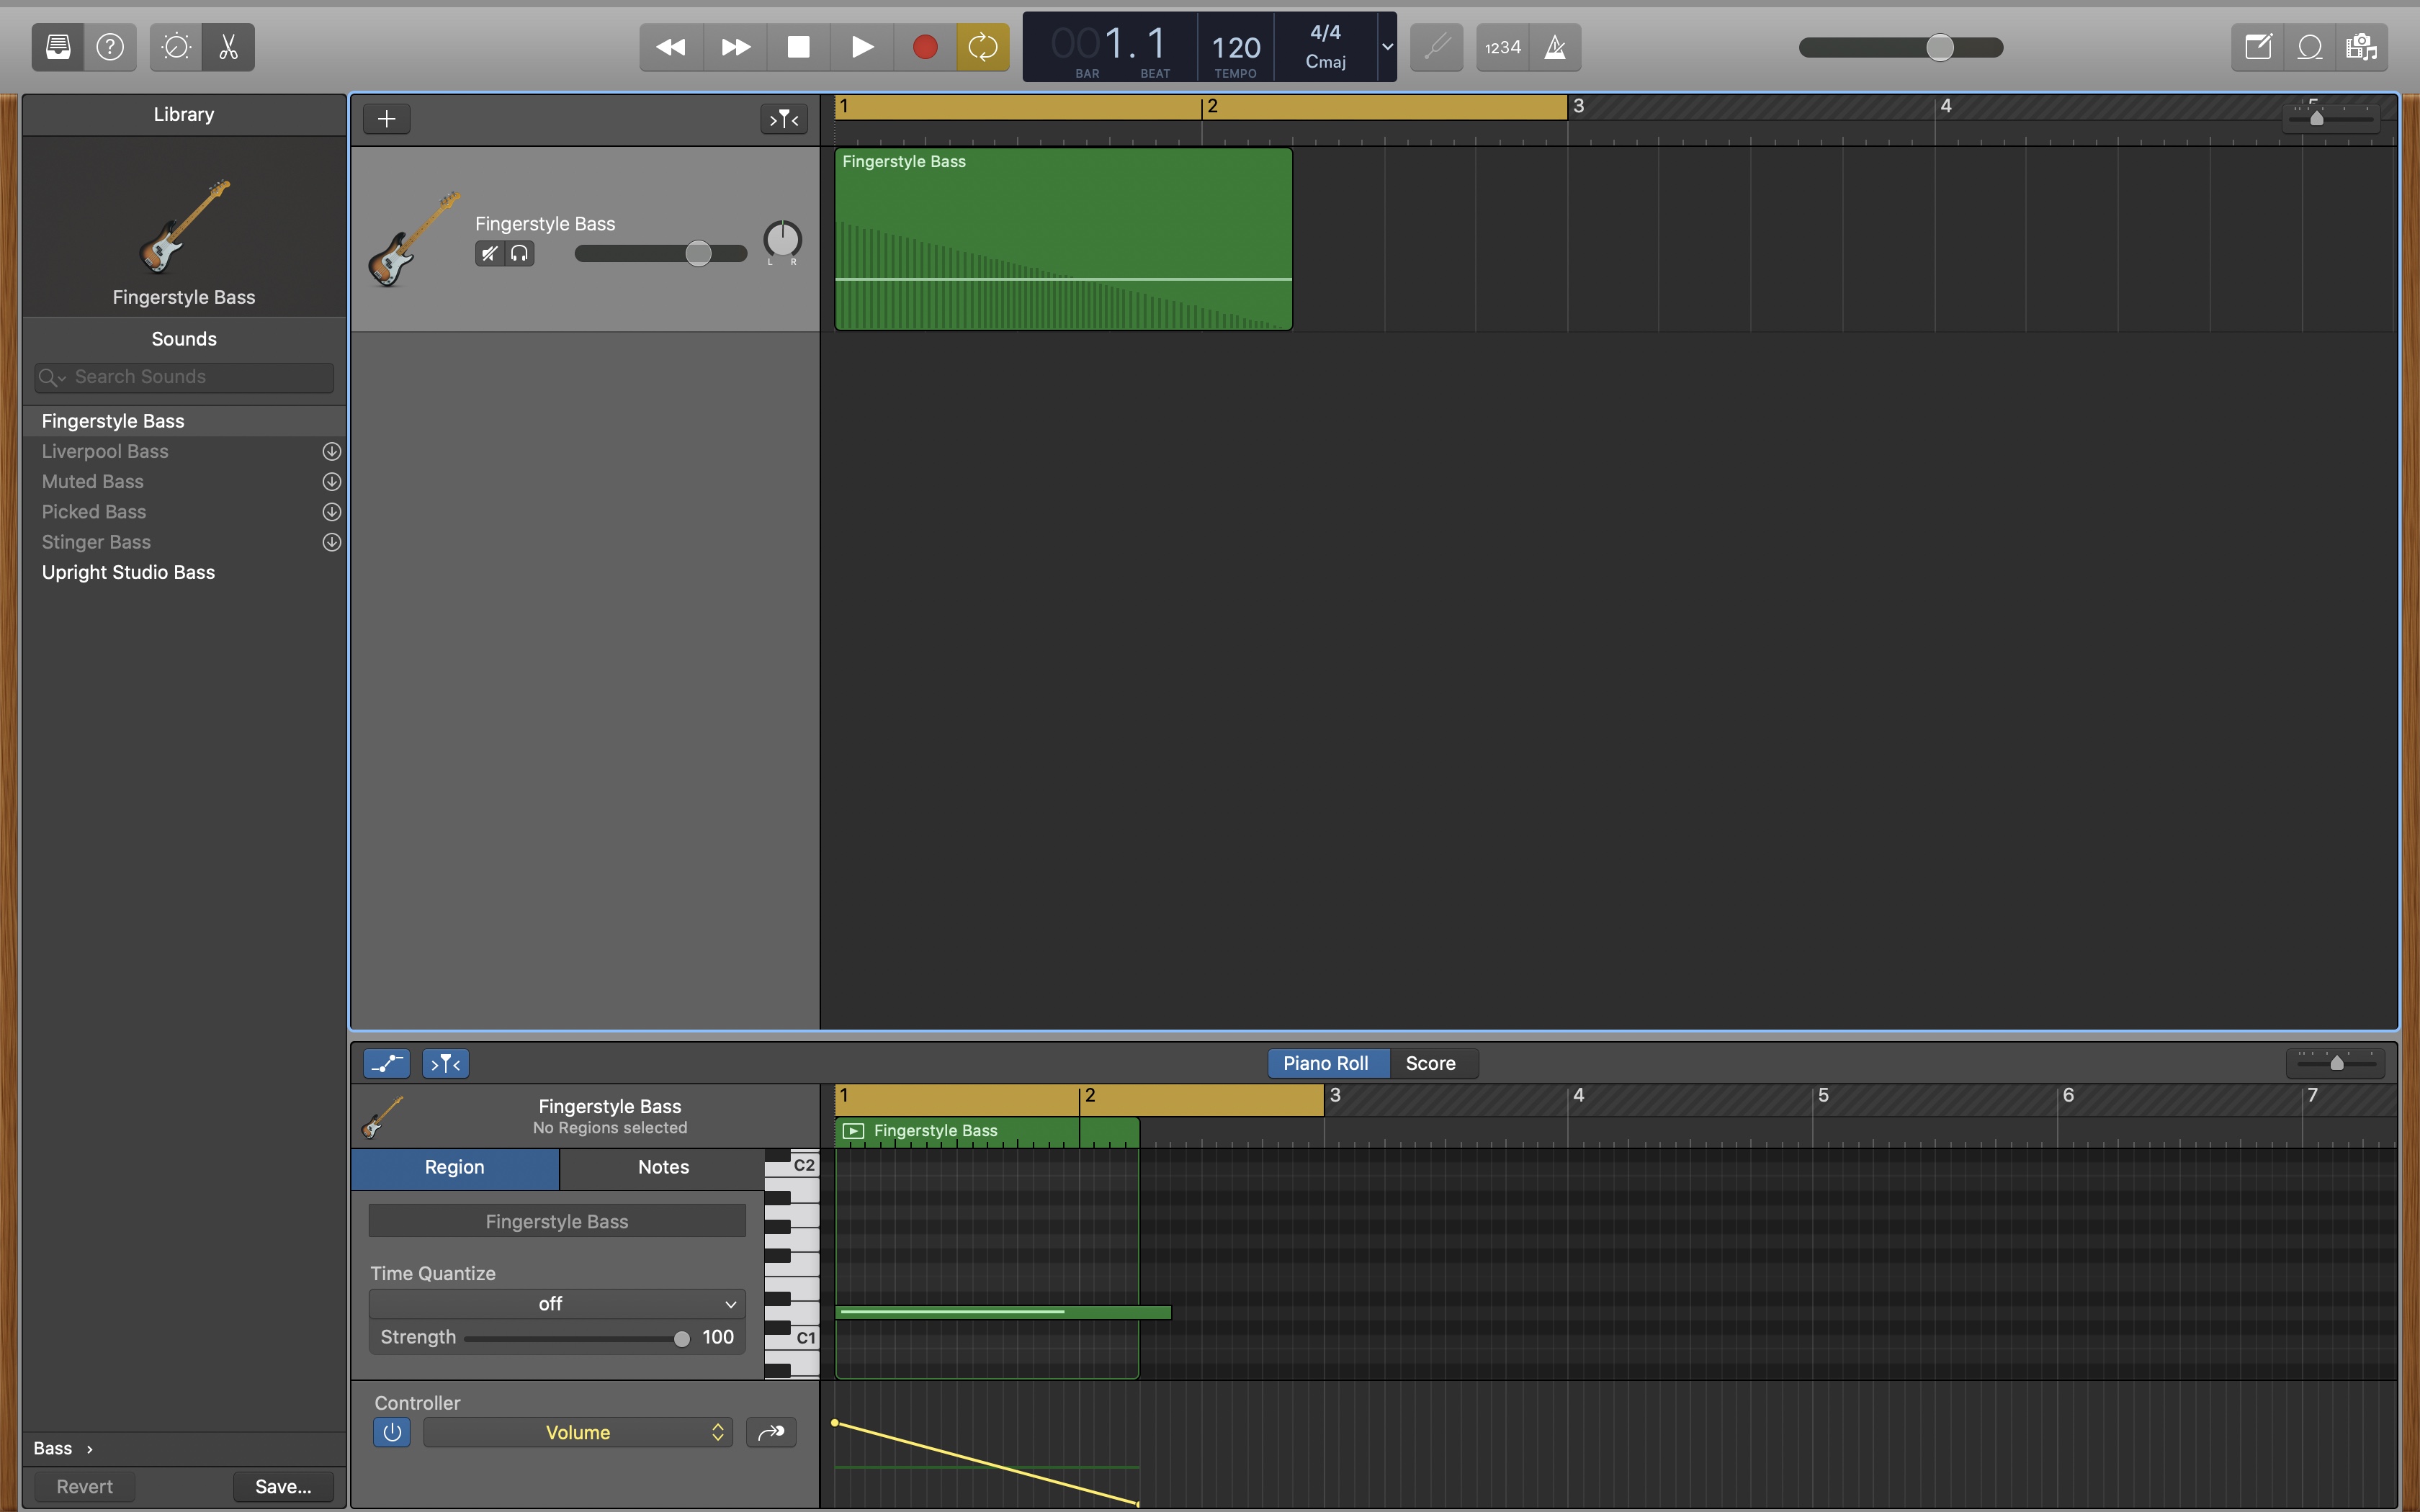 1. 1
120
4/4
Cmaj
BAR
BEAT
TEMPO
1234
Library
Fingerstyle Bass
Sounds
Search Sounds
Fingerstyle Bass
Liverpool Bass
Muted Bass
Picked Bass
Stinger Bass
Upright Studio Bass
Bass
Revert
Save...
1
2
3
4
Fingerstyle Bass
L
R
Fingerstyle Bass
Piano Roll
Score
1
2
3
4
5
6
7
Fingerstyle Bass
No Regions selected
Fingerstyle Bass
Region
Notes
C2
Fingerstyle Bass
Time Quantize
off
Strength
100
C1
Controller
Volume